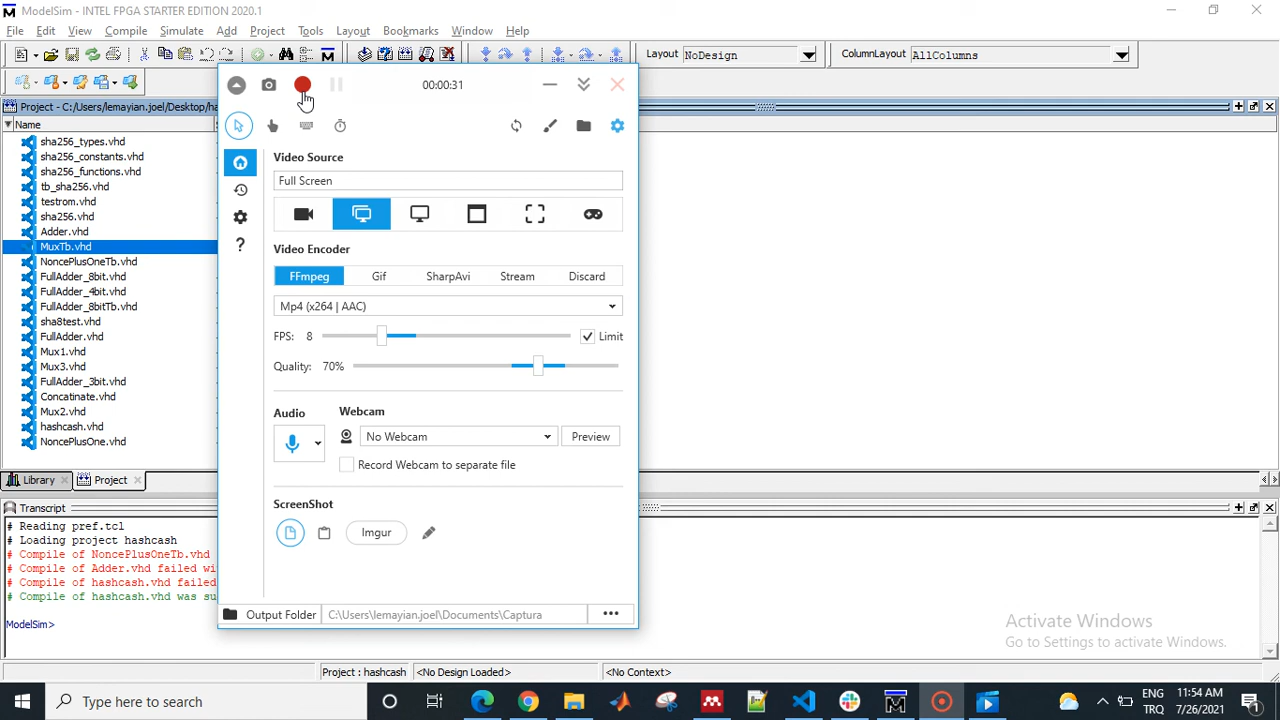 ModelSim - INTEL FPGA STARTER EDITION 2020.1
File Edit View Compile Simulate Add Project Tools Layout Bookmarks Window Help
Layout NoDesign ColumnLayout AllColumns
Project - C:/Users/lemayian.joel/Desktop/ha
Name
sha256_types.vhd
sha256_constants.vhd
sha256_functions.vhd
tb_sha256.vhd
testrom.vhd
sha256.vhd
Adder.vhd
MuxTb.vhd
NoncePlusOneTb.vhd
FullAdder_8bit.vhd
FullAdder_4bit.vhd
FullAdder_8bitTb.vhd
sha8test.vhd
FullAdder.vhd
Mux1.vhd
Mux3.vhd
FullAdder_3bit.vhd
Concatinate.vhd
Mux2.vhd
hashcash.vhd
NoncePlusOne.vhd
Library Project
00:00:31
Video Source
Full Screen
Video Encoder
FFmpeg Gif SharpAvi Stream Discard
Mp4 (x264 | AAC)
FPS: 8 Limit
Quality: 70%
Audio Webcam
No Webcam Preview
Record Webcam to separate file
ScreenShot
Imgur
Output Folder C:\Users\lemayian.joel\Documents\Captura ...
Transcript
# Reading pref.tcl
# Loading project hashcash
# Compile of NoncePlusOneTb.vhd
# Compile of Adder.vhd failed wi
# Compile of hashcash.vhd failed
# Compile of hashcash.vhd was su
ModelSim>
Activate Windows
Go to Settings to activate Windows.
Project : hashcash <No Design Loaded> <No Context>
Type here to search
ENG
TRQ
11:54 AM
7/26/2021
1